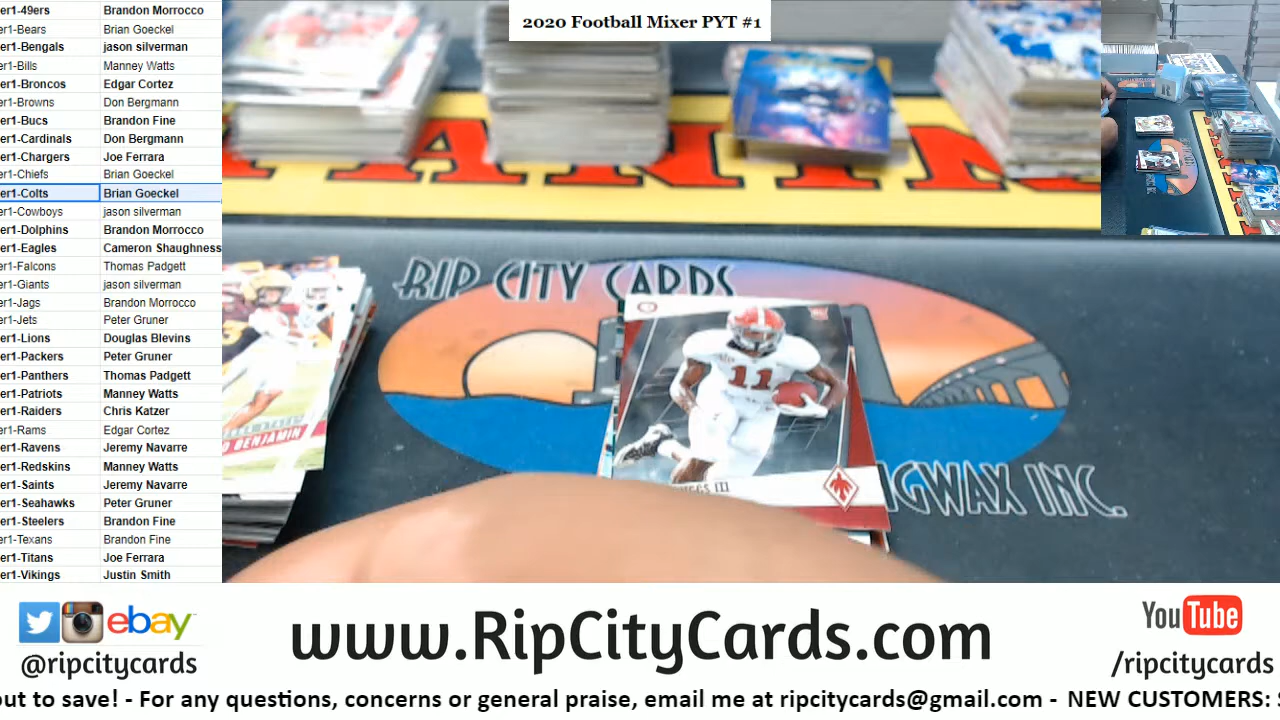 2020 Football Mixer PYT #1
er1-49ers Brandon Morrocco
er1-Bears Brian Goeckel
er1-Bengals jason silverman
er1-Bills Manney Watts
er1-Broncos Edgar Cortez
er1-Browns Don Bergmann
er1-Bucs Brandon Fine
er1-Cardinals Don Bergmann
er1-Chargers Joe Ferrara
er1-Chiefs Brian Goeckel
er1-Colts Brian Goeckel
er1-Cowboys jason silverman
er1-Dolphins Brandon Morrocco
er1-Eagles Cameron Shaughness
er1-Falcons Thomas Padgett
er1-Giants jason silverman
er1-Jags Brandon Morrocco
er1-Jets Peter Gruner
er1-Lions Douglas Blevins
er1-Packers Peter Gruner
er1-Panthers Thomas Padgett
er1-Patriots Manney Watts
er1-Raiders Chris Katzer
er1-Rams Edgar Cortez
er1-Ravens Jeremy Navarre
er1-Redskins Manney Watts
er1-Saints Jeremy Navarre
er1-Seahawks Peter Gruner
er1-Steelers Brandon Fine
er1-Texans Brandon Fine
er1-Titans Joe Ferrara
er1-Vikings Justin Smith
RIP CITY CARDS
IGWAX INC.
11
GGS III
BENJAMIN
ebay
@ripcitycards
www.RipCityCards.com
YouTube
/ripcitycards
out to save! - For any questions, concerns or general praise, email me at ripcitycards@gmail.com - NEW CUSTOMERS: